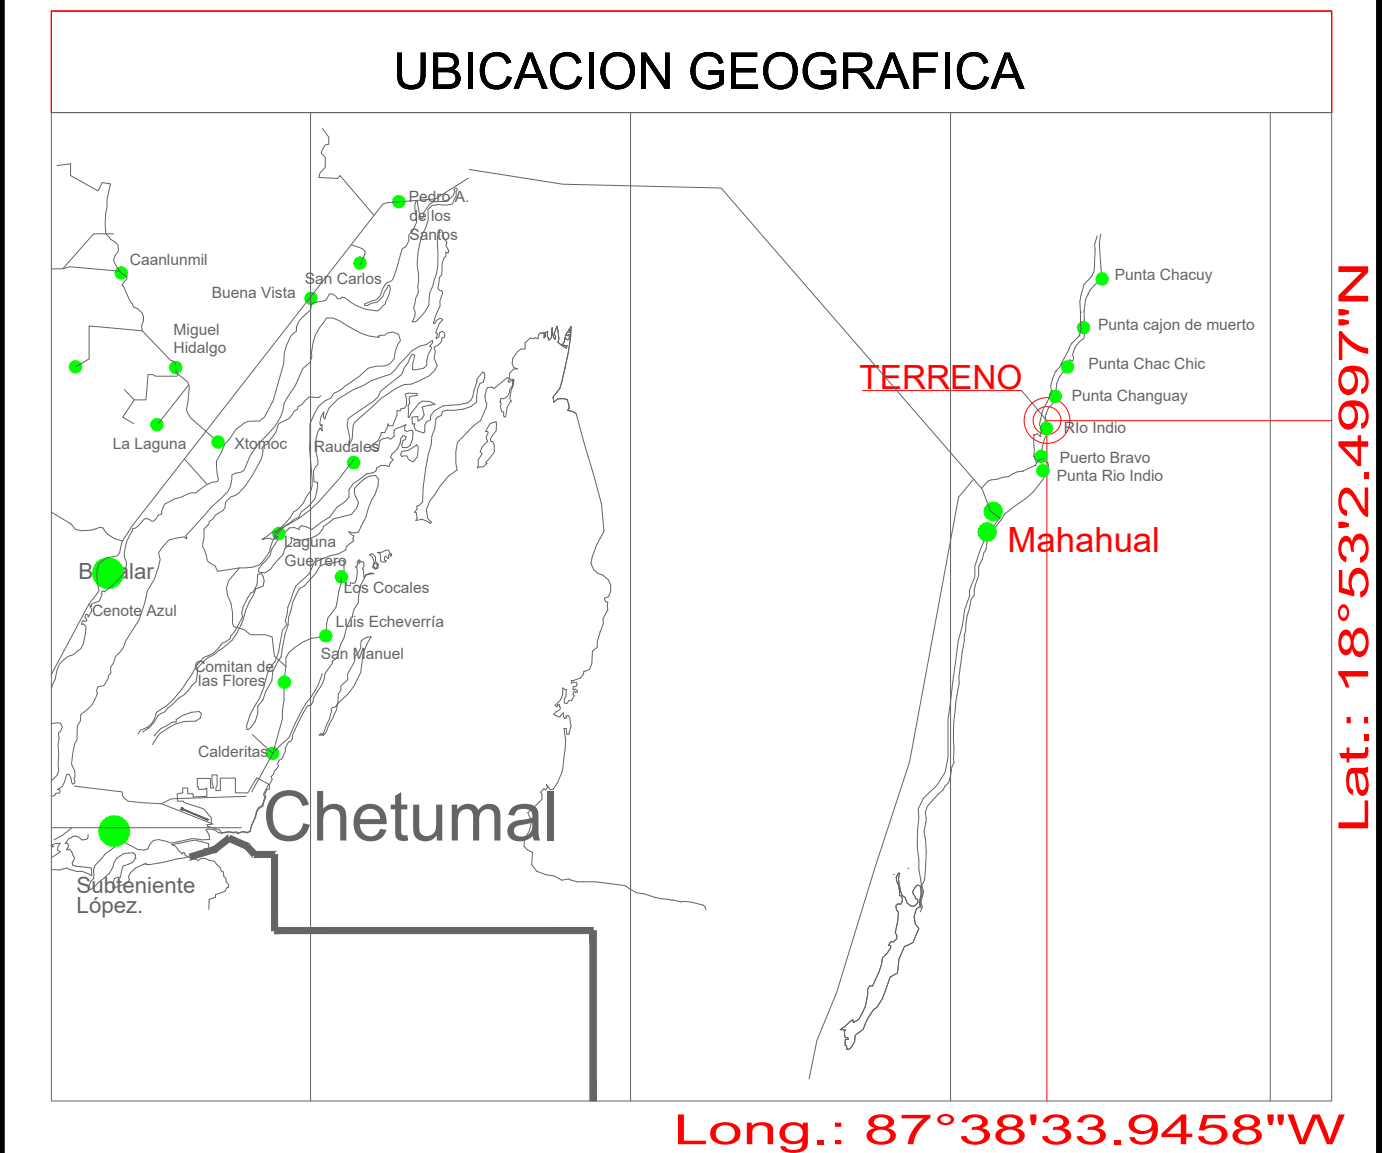 UBICACION GEOGRAFICA
Pedro A.
de los
Santos
Caanlunmil
San Carlos
Buena Vista
Miguel
Hidalgo
La Laguna
Xtomoc
Raudales
Laguna
Guerrero
Los Cocales
Cenote Azul
Luis Echeverría
San Manuel
Comitan de
las Flores
Calderitas
Chetumal
Subteniente
López.
Punta Chacuy
Punta cajon de muerto
Punta Chac Chic
TERRENO
Punta Changuay
RIo Indio
Puerto Bravo
Punta Rio Indio
Mahahual
Lat.: 18°53'2.4997"N
Long.: 87°38'33.9458"W